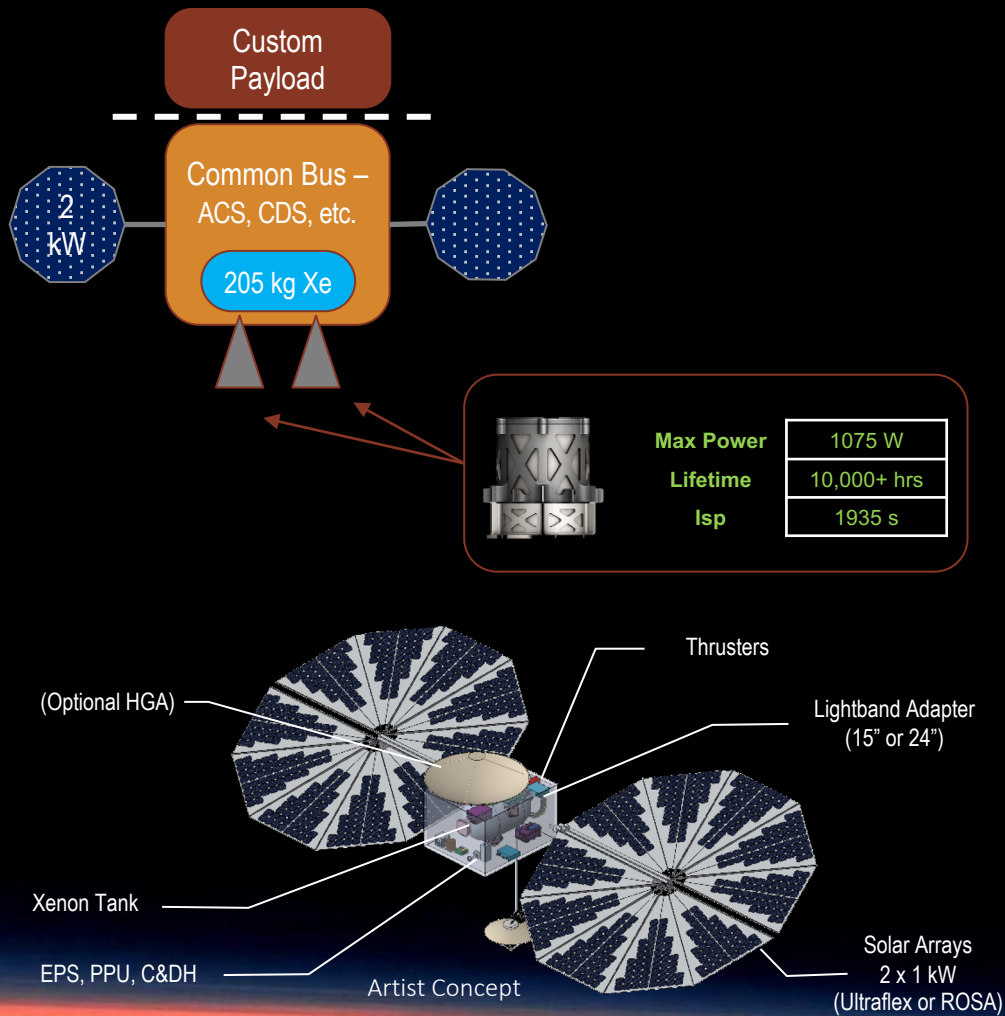 Custom
Payload
Common Bus –
ACS, CDS, etc.
2
kW
205 kg Xe
Max Power 1075 W
Lifetime 10,000+ hrs
Isp 1935 s
Thrusters
(Optional HGA)
Lightband Adapter
(15” or 24”)
Xenon Tank
EPS, PPU, C&DH
Artist Concept
Solar Arrays
2 x 1 kW
(Ultraflex or ROSA)